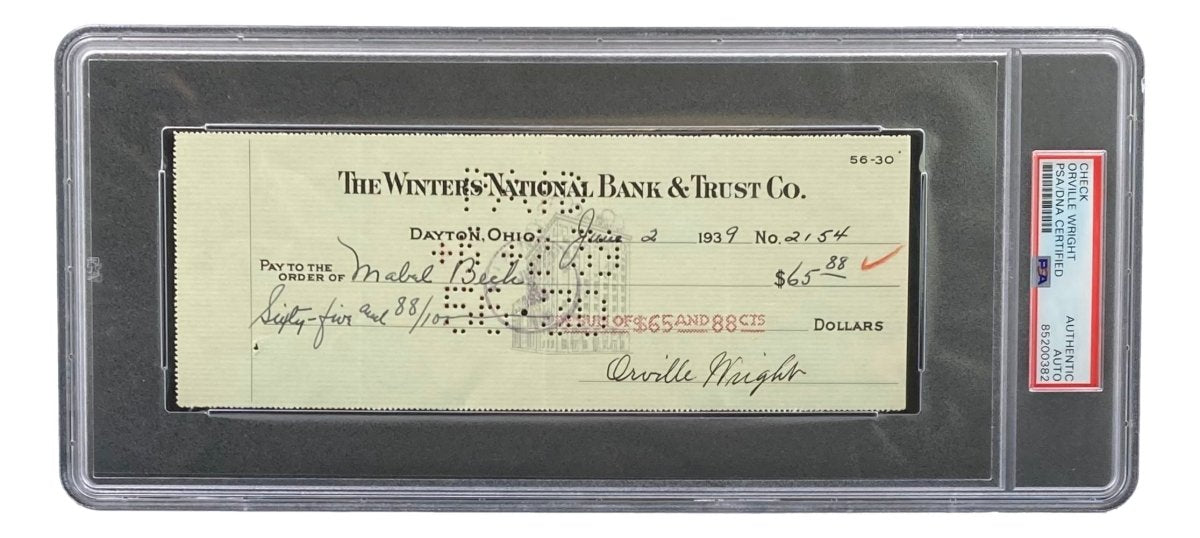 56-30
THE WINTERS NATIONAL BANK & TRUST CO.
DAYTON, OHIO, June 2 1939 No. 2154
PAY TO THE ORDER OF Mabel Beck $65 88
Sixty-five and 88/100 DOLLARS
OF $65 AND 88 CTS
Orville Wright
CHECK
ORVILLE WRIGHT
PSA/DNA CERTIFIED
PSA
AUTHENTIC
AUTO
85200382